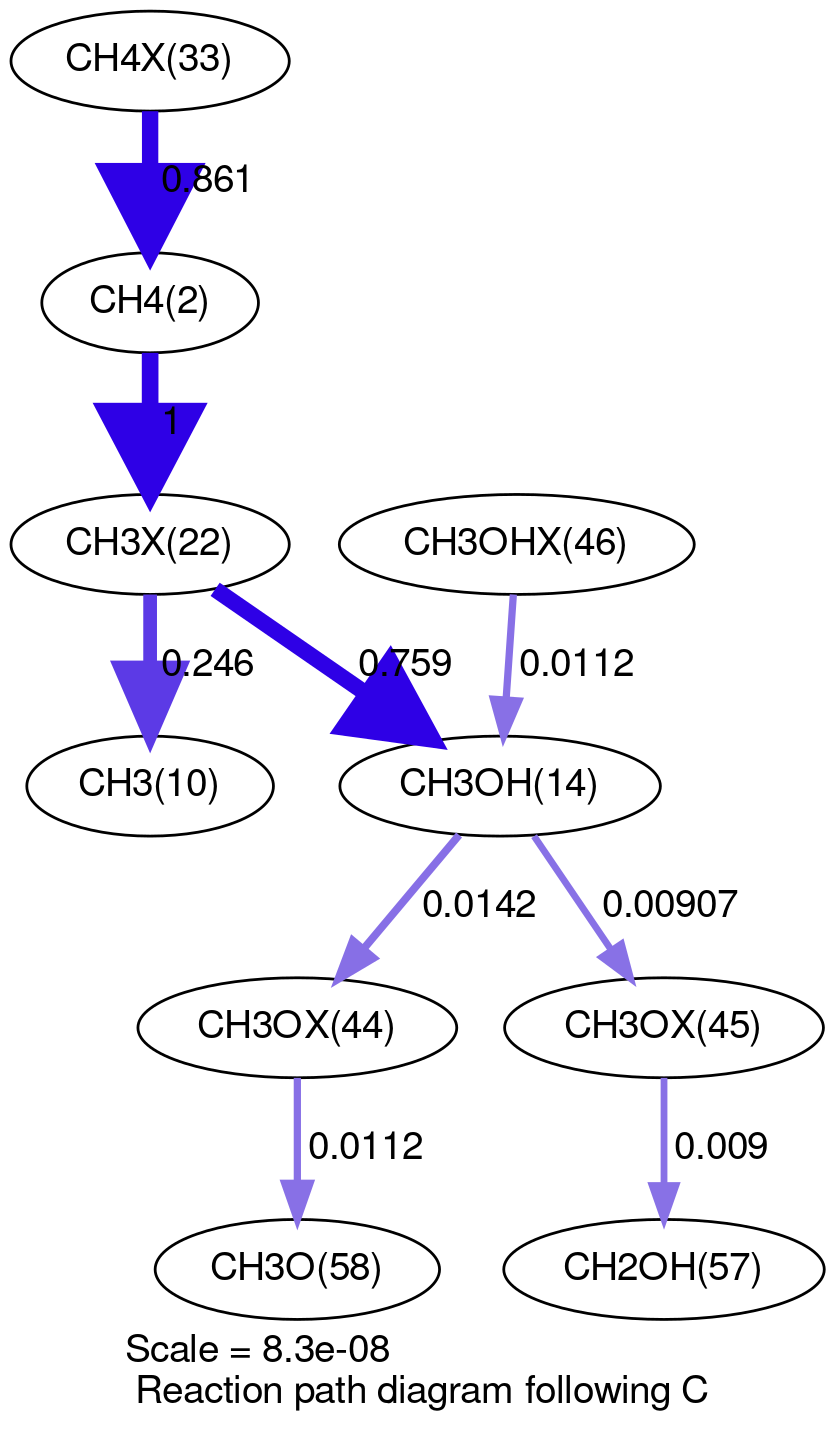 CH4X(33)
0.861
CH4(2)
1
CH3X(22)
CH3OHX(46)
0.246
0.759
0.0112
CH3(10)
CH3OH(14)
0.0142
0.00907
CH3OX(44)
CH3OX(45)
0.0112
0.009
CH3O(58)
CH2OH(57)
Scale = 8.3e-08
Reaction path diagram following C